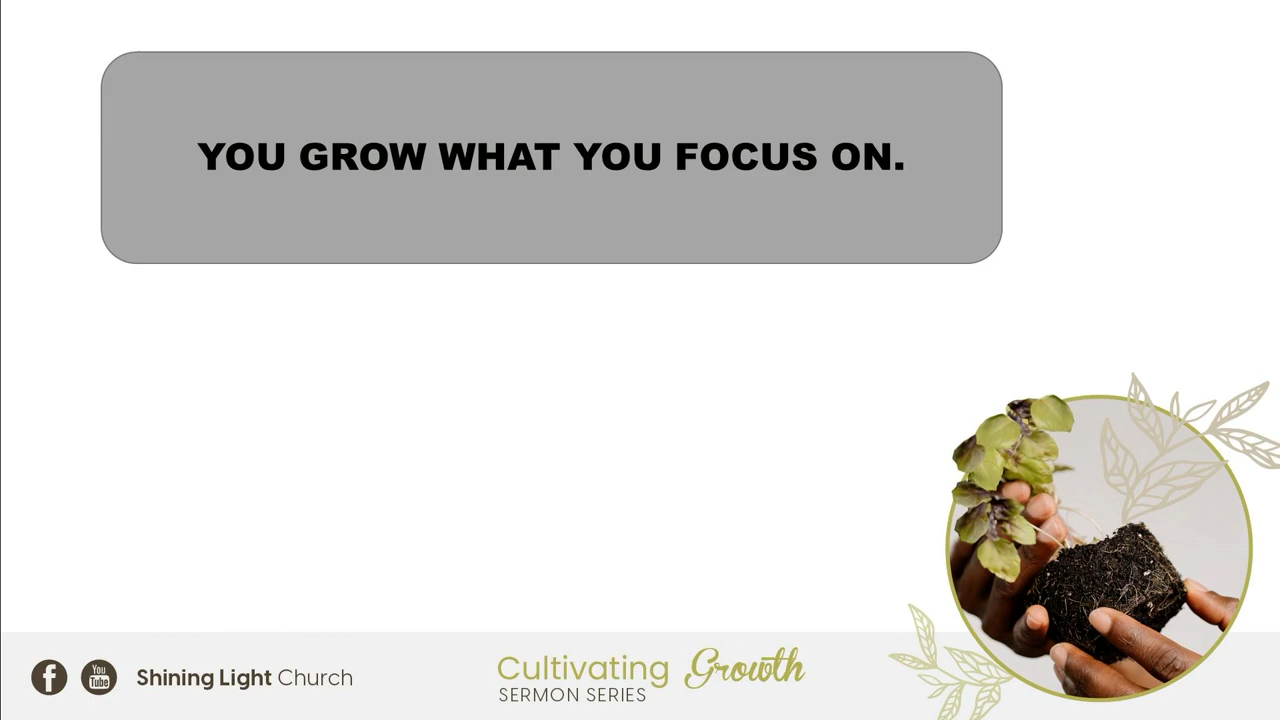 YOU GROW WHAT YOU FOCUS ON.
You
Tube
Shining Light Church
Cultivating Growth
SERMON SERIES